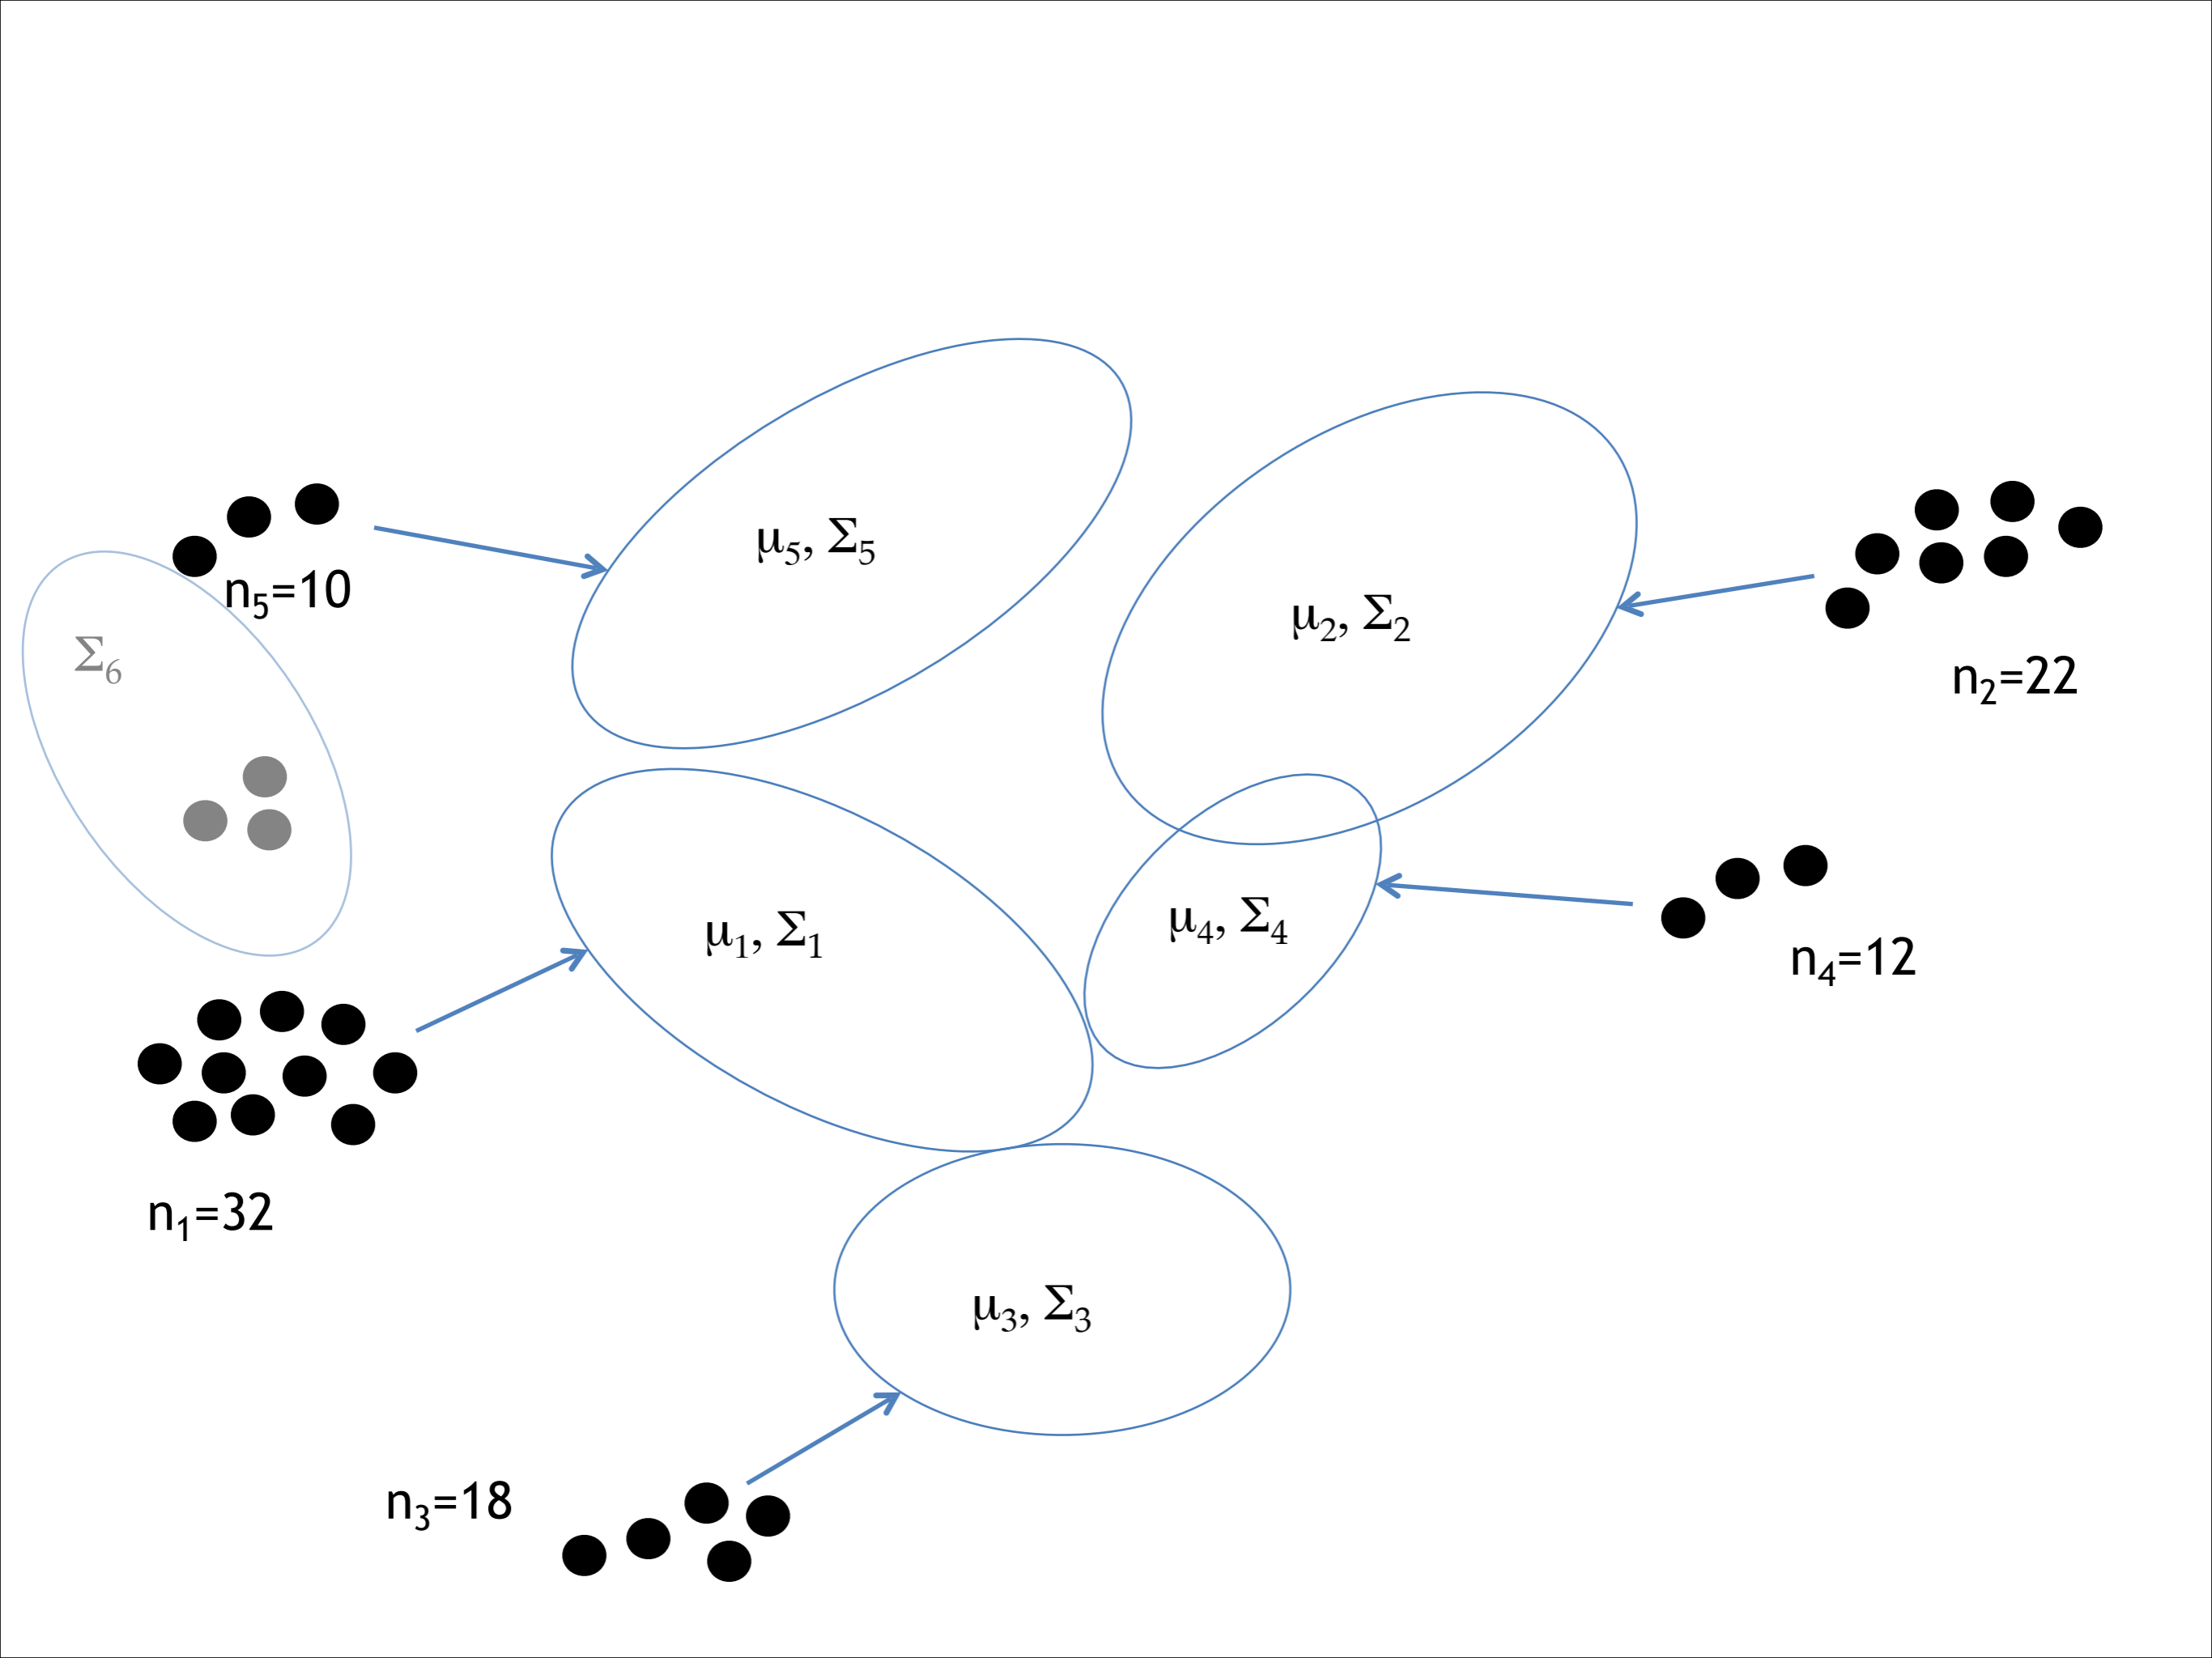 μ₅, Σ₅
n₅=10
μ₂, Σ₂
Σ₆
n₂=22
μ₁, Σ₁
μ₄, Σ₄
n₄=12
n₁=32
μ₃, Σ₃
n₃=18